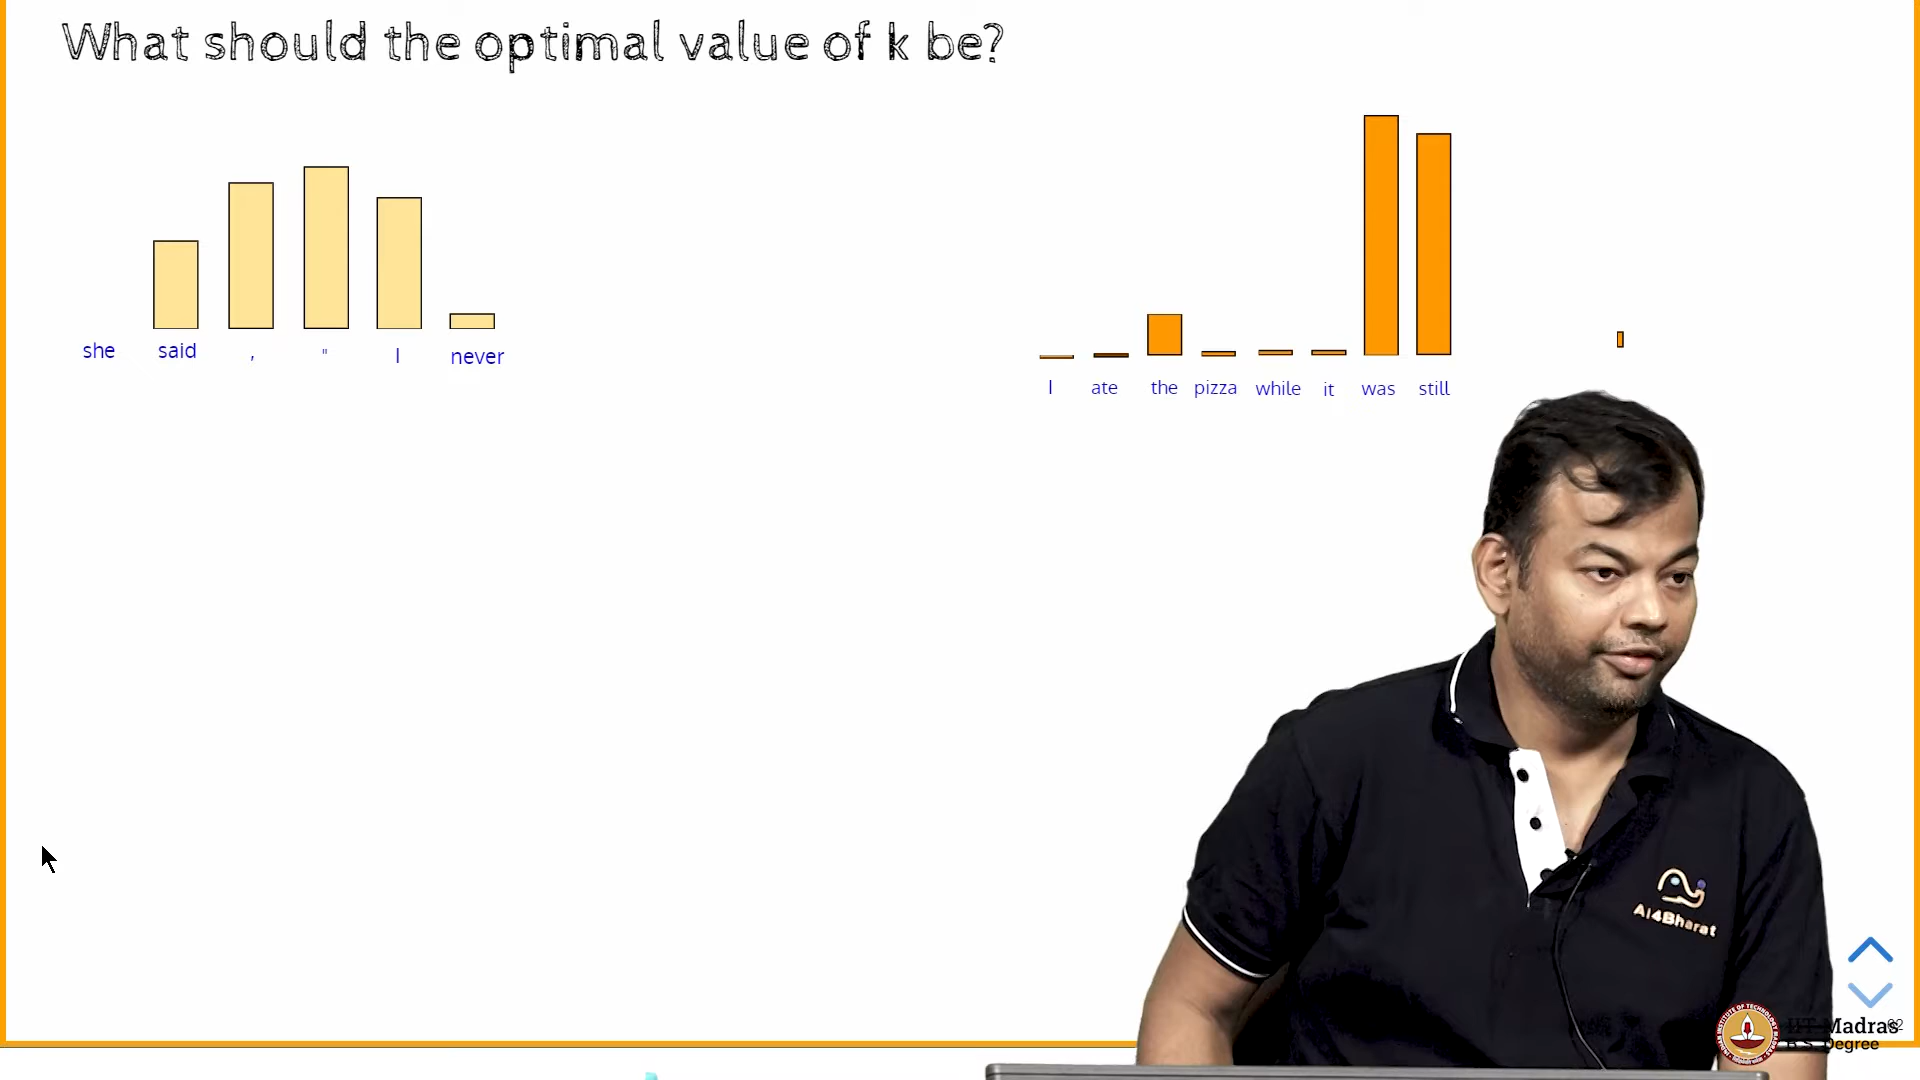 What should the optimal value of k be?
she said , " I never
I ate the pizza while it was still
AI4Bharat
IIT Madras
B.S. Degree